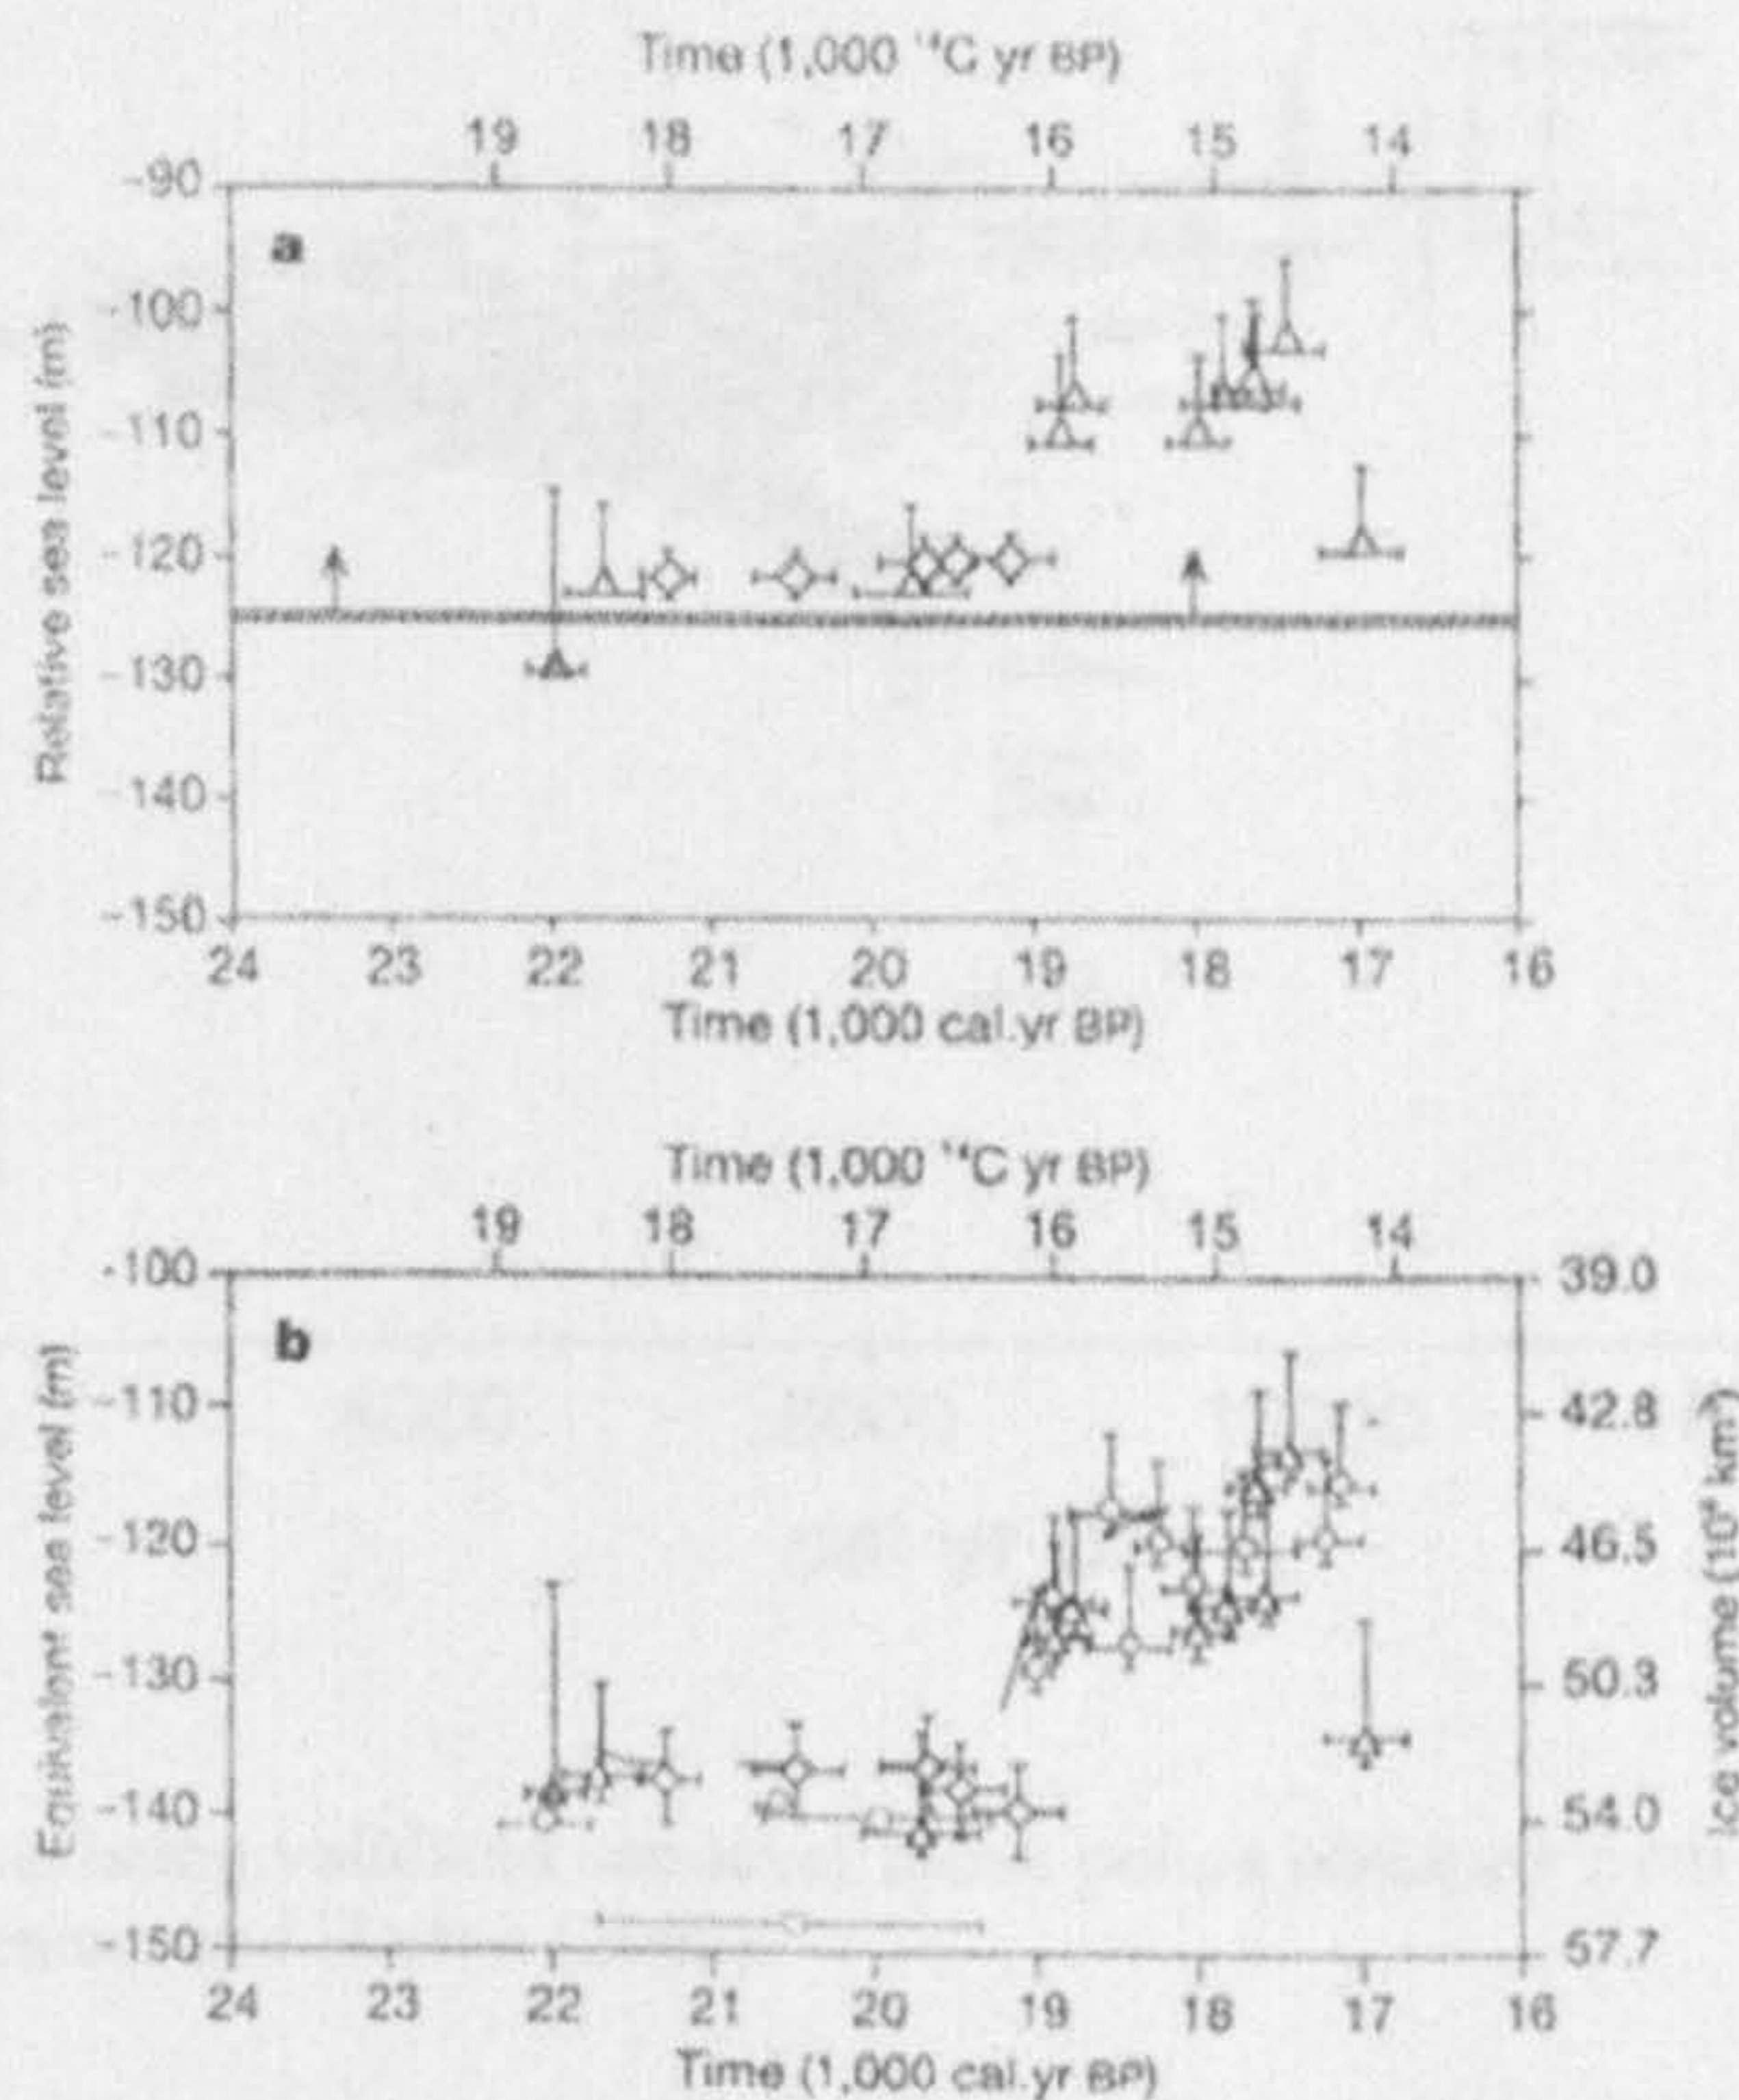 Time (1,000 ¹⁴C yr BP)
19 18 17 16 15 14
-90
a
-100
-110
-120
-130
-140
-150
Relative sea level (m)
24 23 22 21 20 19 18 17 16
Time (1,000 cal.yr BP)
Time (1,000 ¹⁴C yr BP)
19 18 17 16 15 14
-100 39.0
b
-110 42.8
-120 46.5
-130 50.3
-140 54.0
-150 57.7
Equivalent sea level (m)
Ice volume (10⁶ km³)
24 23 22 21 20 19 18 17 16
Time (1,000 cal.yr BP)